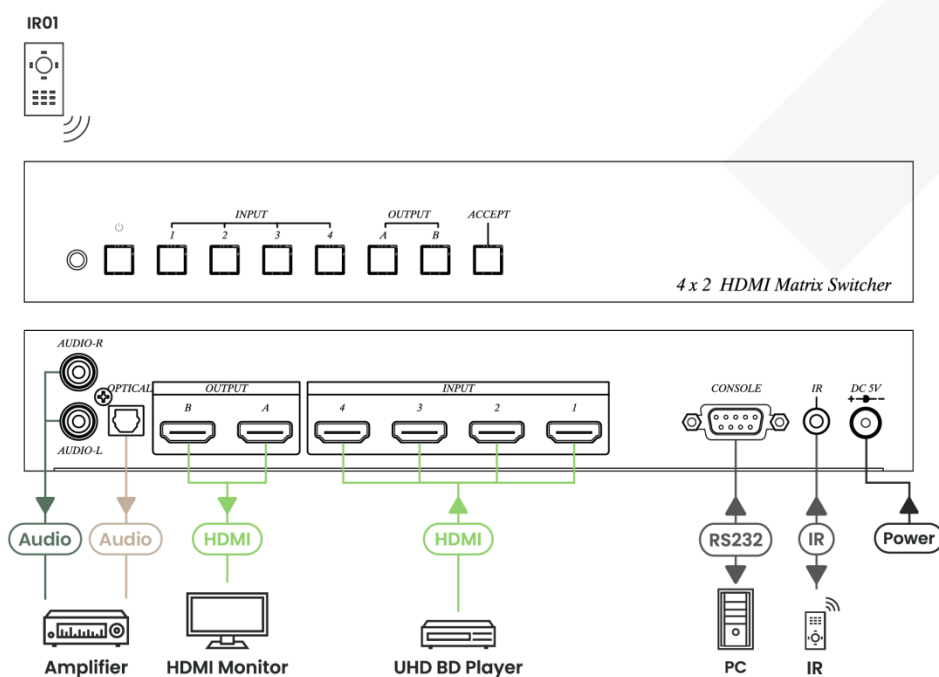 IR01
INPUT OUTPUT ACCEPT
1 2 3 4 A B
4 x 2 HDMI Matrix Switcher
AUDIO-R
OPTICAL OUTPUT INPUT CONSOLE IR DC 5V
+ -
B A 4 3 2 1
AUDIO-L
Audio Audio HDMI HDMI RS232 IR Power
Amplifier HDMI Monitor UHD BD Player PC IR